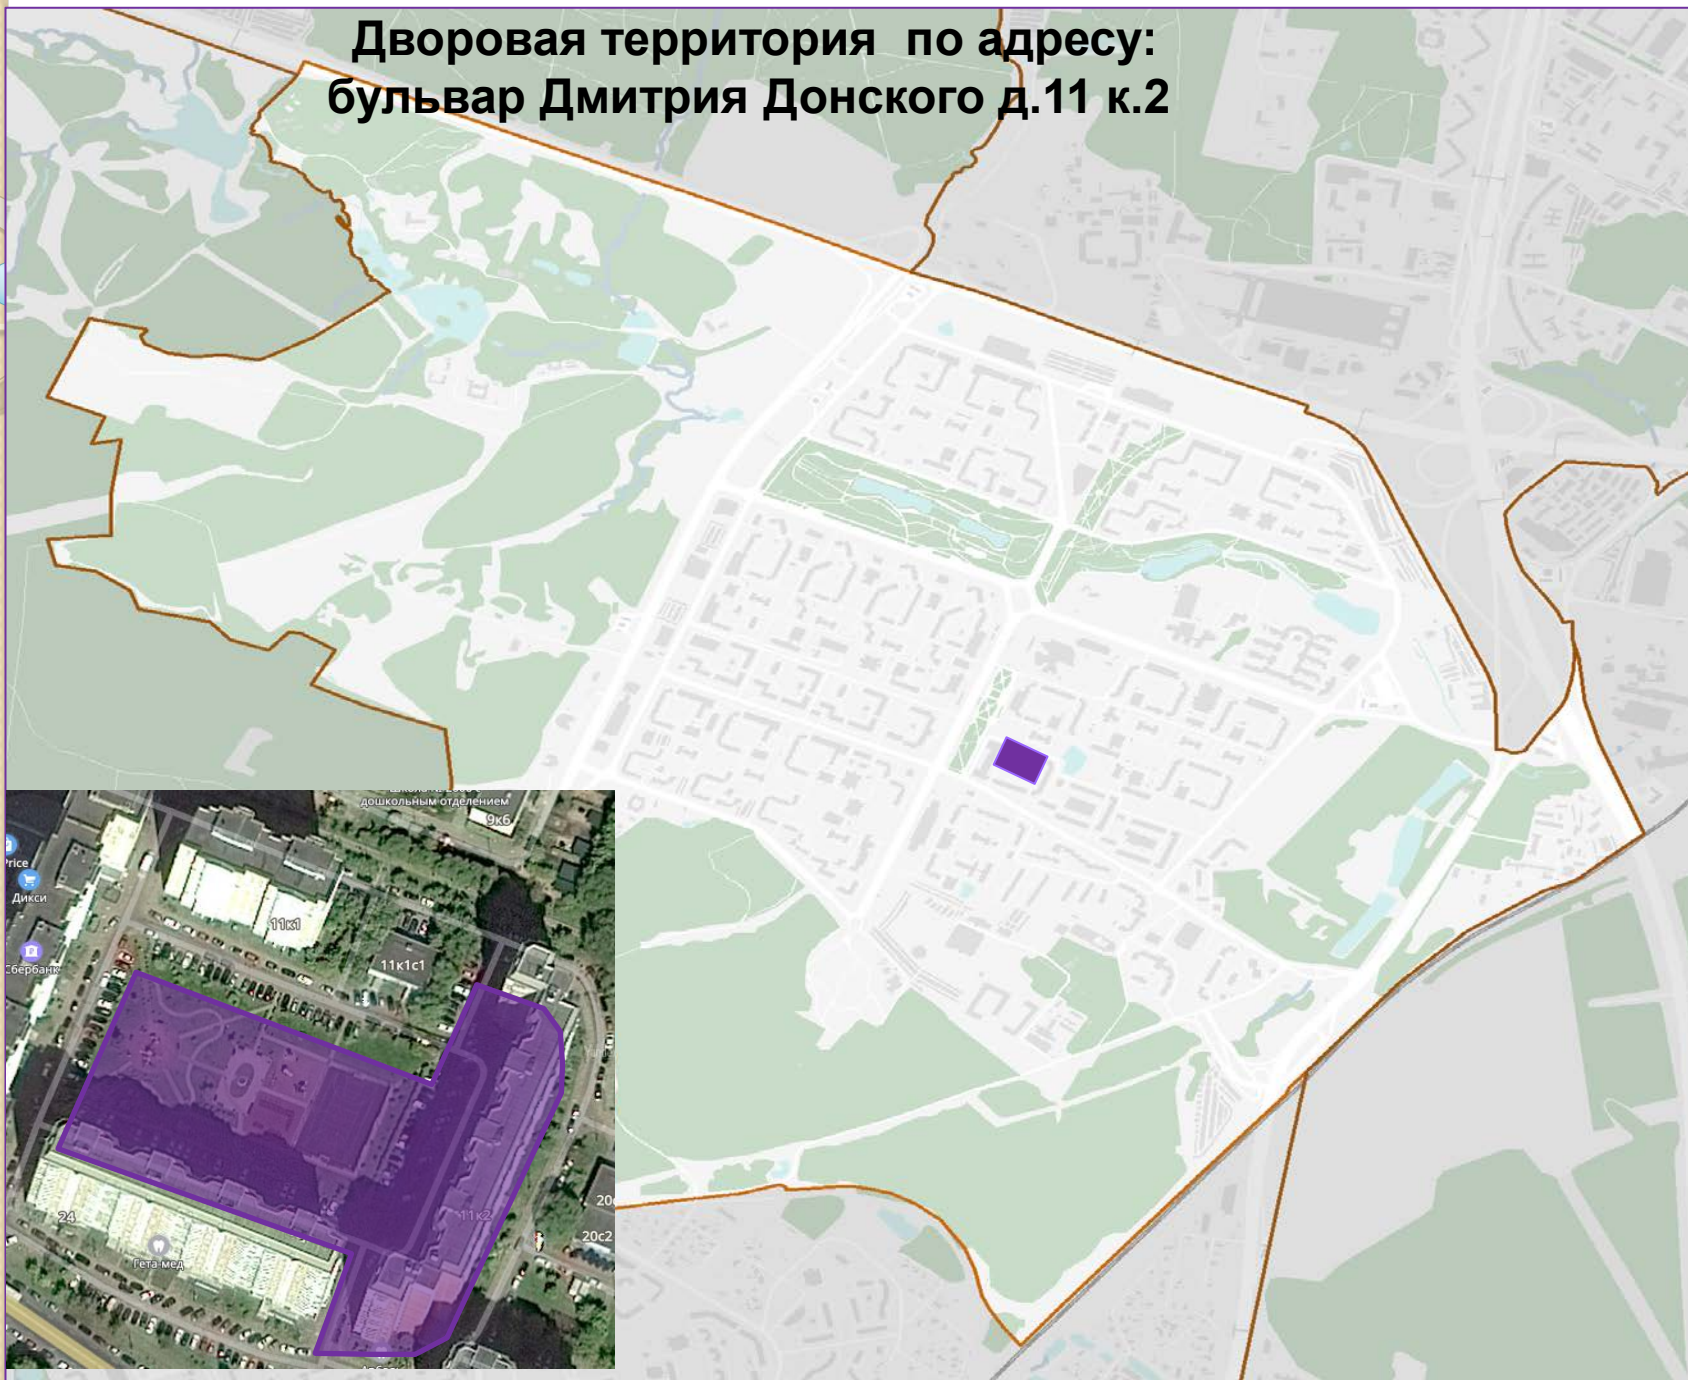 Дворовая территория по адресу:
бульвар Дмитрия Донского д.11 к.2
дошкольным отделением
9к6
Price
Дикси
11к1
Сбербанк
11к1с1
11к2
24
Гета-мед
20с2